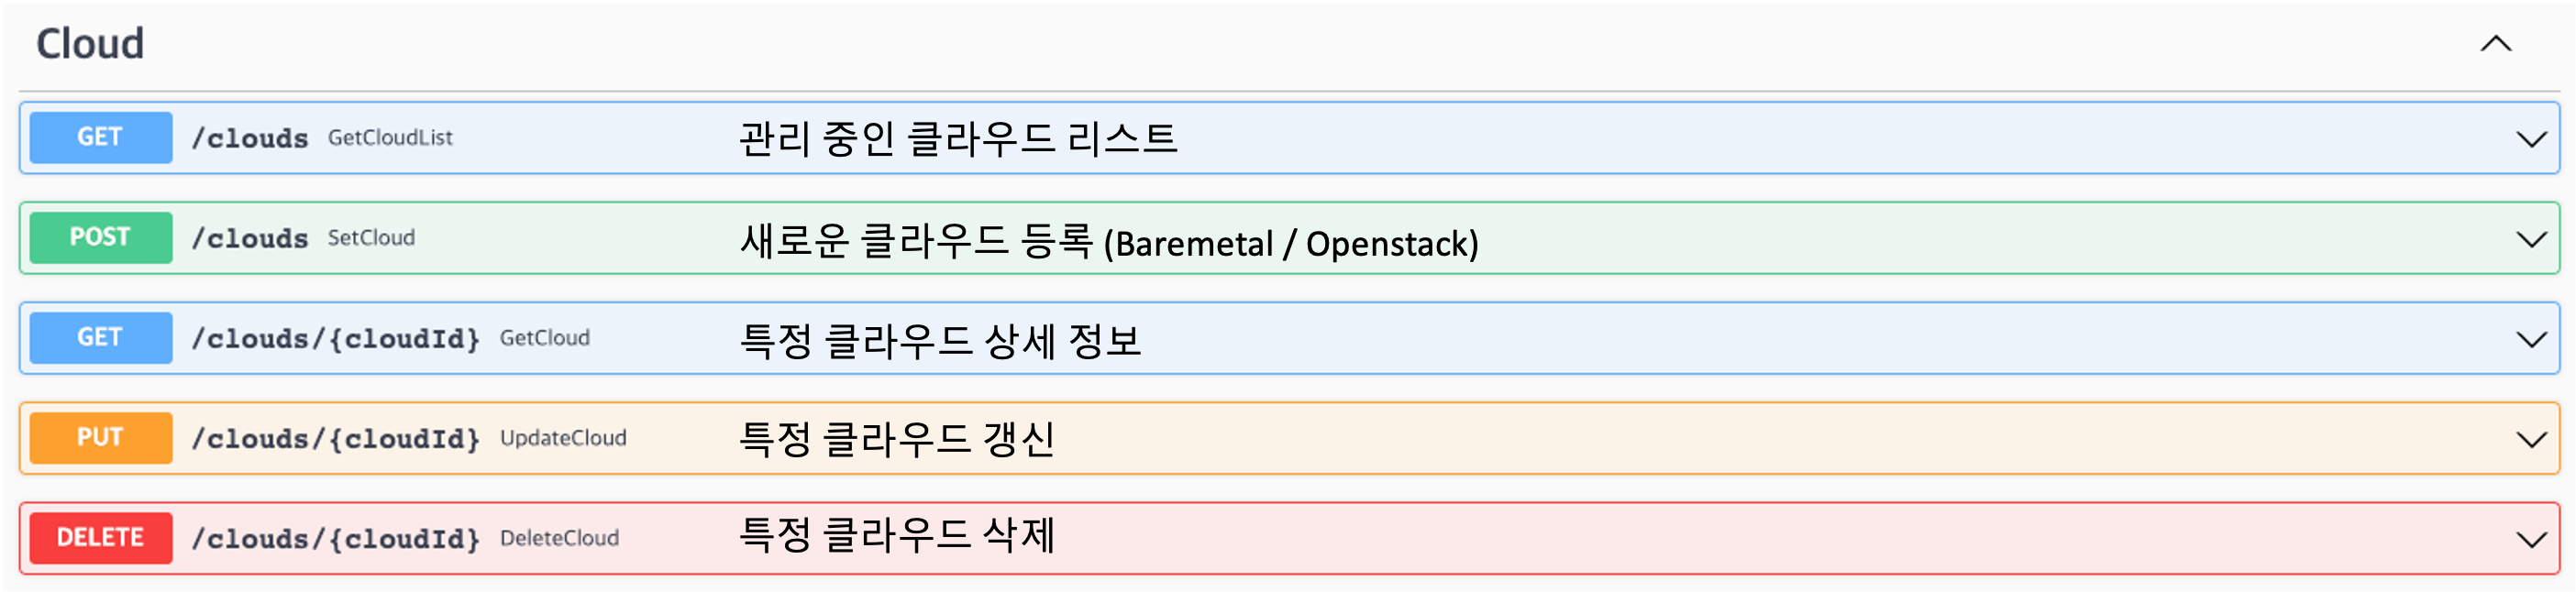 Cloud
GET /clouds GetCloudList 관리 중인 클라우드 리스트
POST /clouds SetCloud 새로운 클라우드 등록 (Baremetal / Openstack)
GET /clouds/{cloudId} GetCloud 특정 클라우드 상세 정보
PUT /clouds/{cloudId} UpdateCloud 특정 클라우드 갱신
DELETE /clouds/{cloudId} DeleteCloud 특정 클라우드 삭제